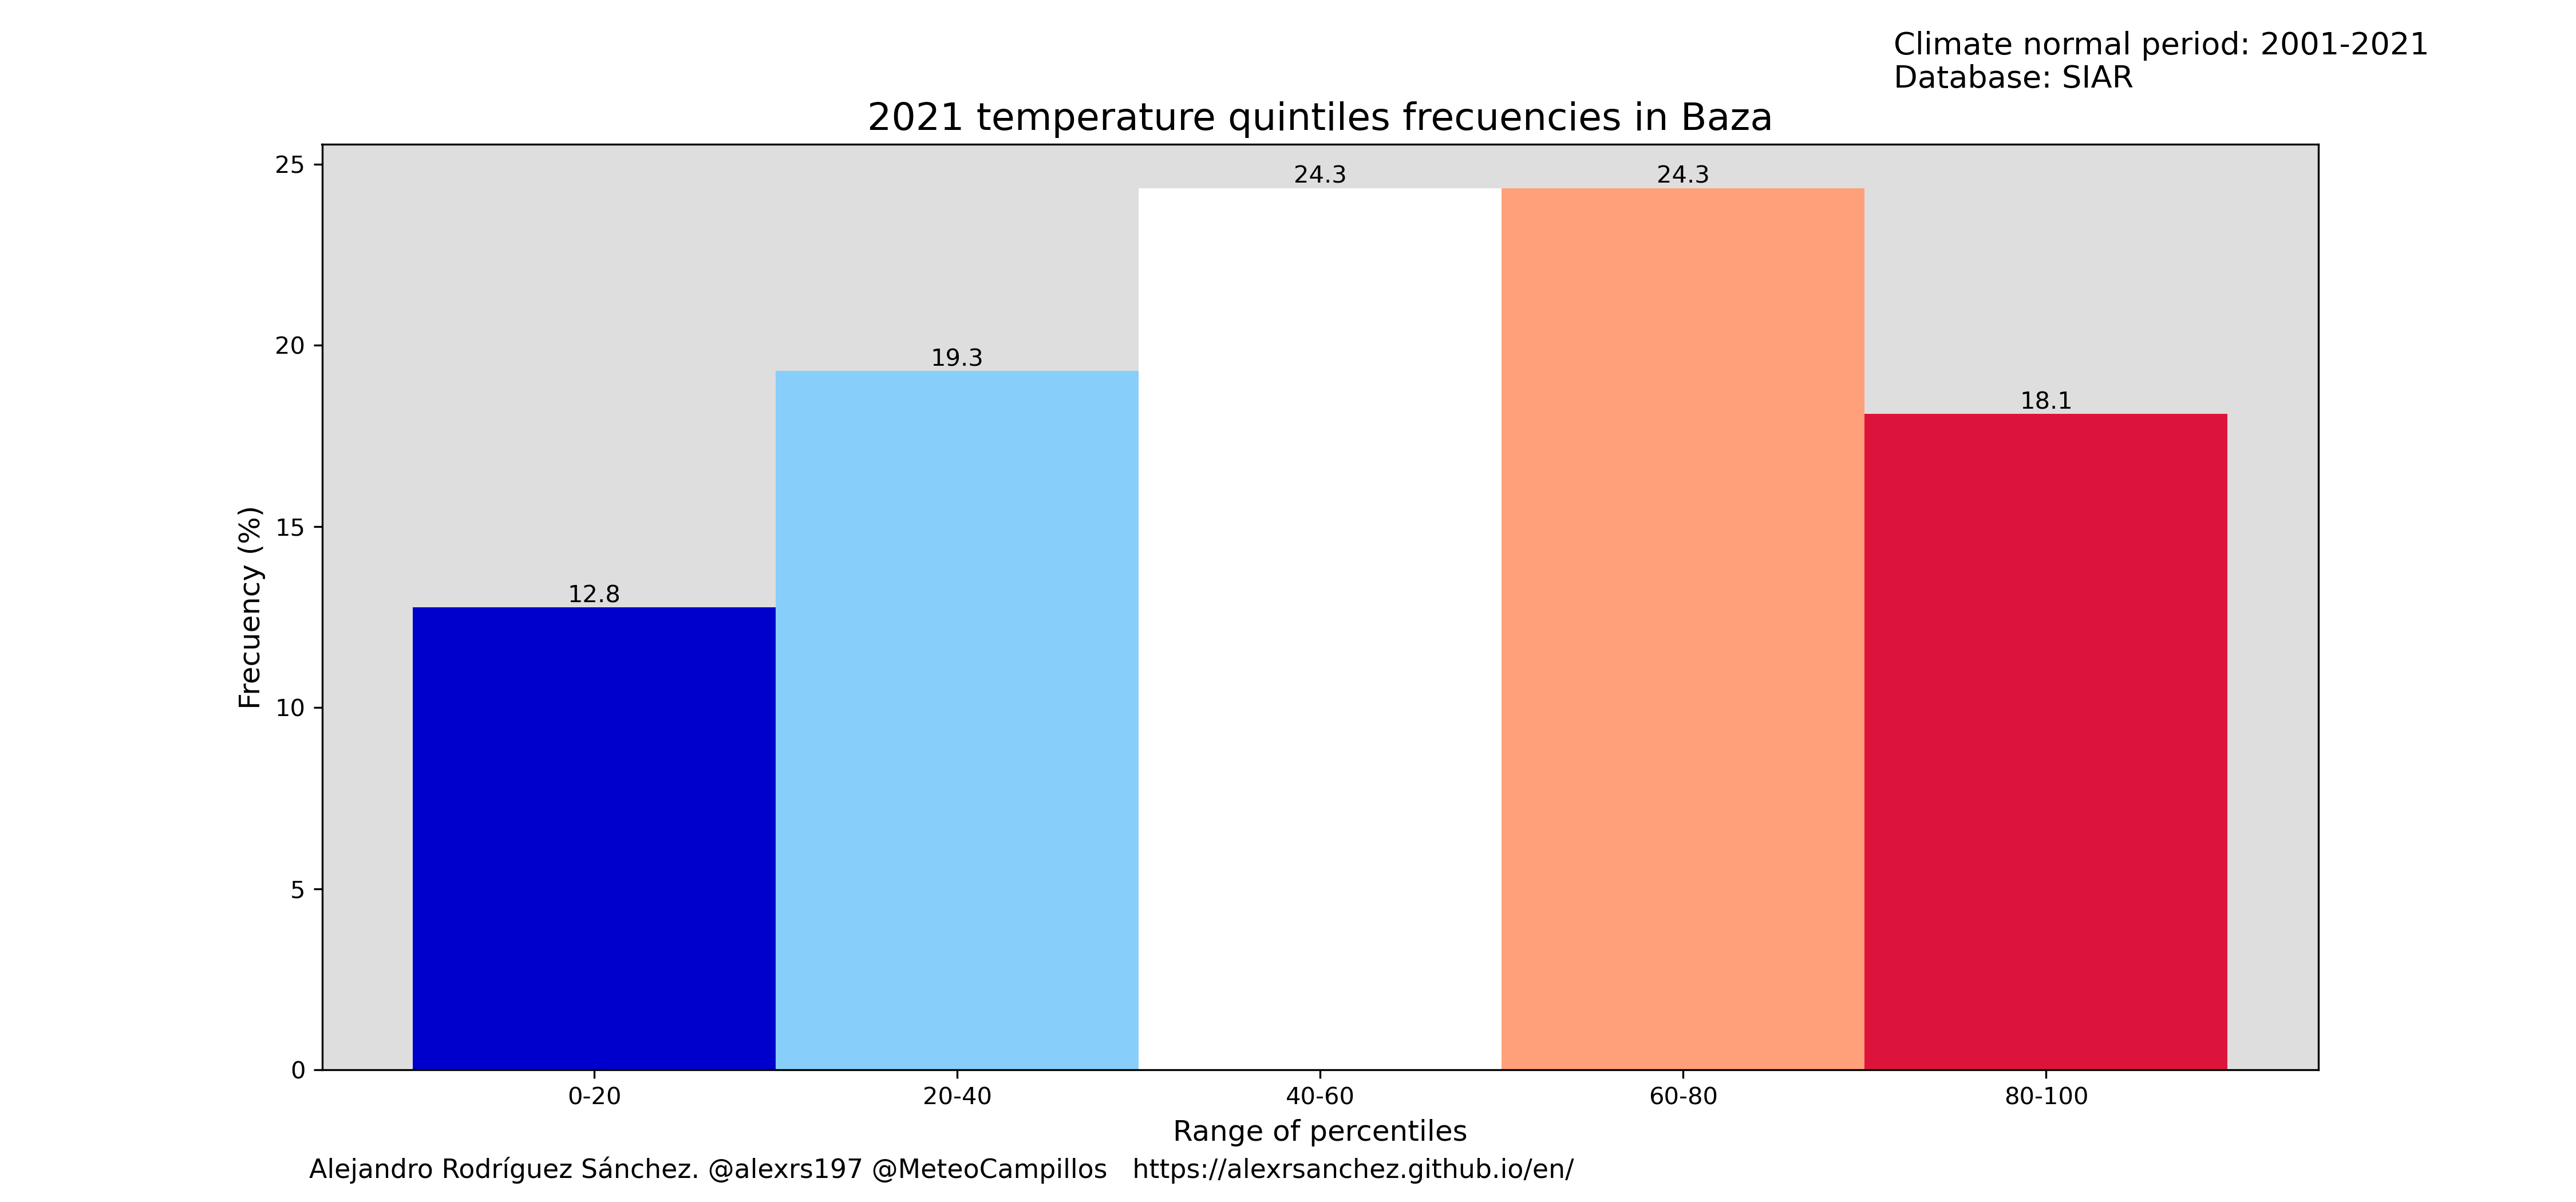 Climate normal period: 2001-2021
Database: SIAR
2021 temperature quintiles frecuencies in Baza
25
20
15
10
5
0
Frecuency (%)
12.8
19.3
24.3
24.3
18.1
0-20
20-40
40-60
60-80
80-100
Range of percentiles
Alejandro Rodríguez Sánchez. @alexrs197 @MeteoCampillos https://alexrsanchez.github.io/en/